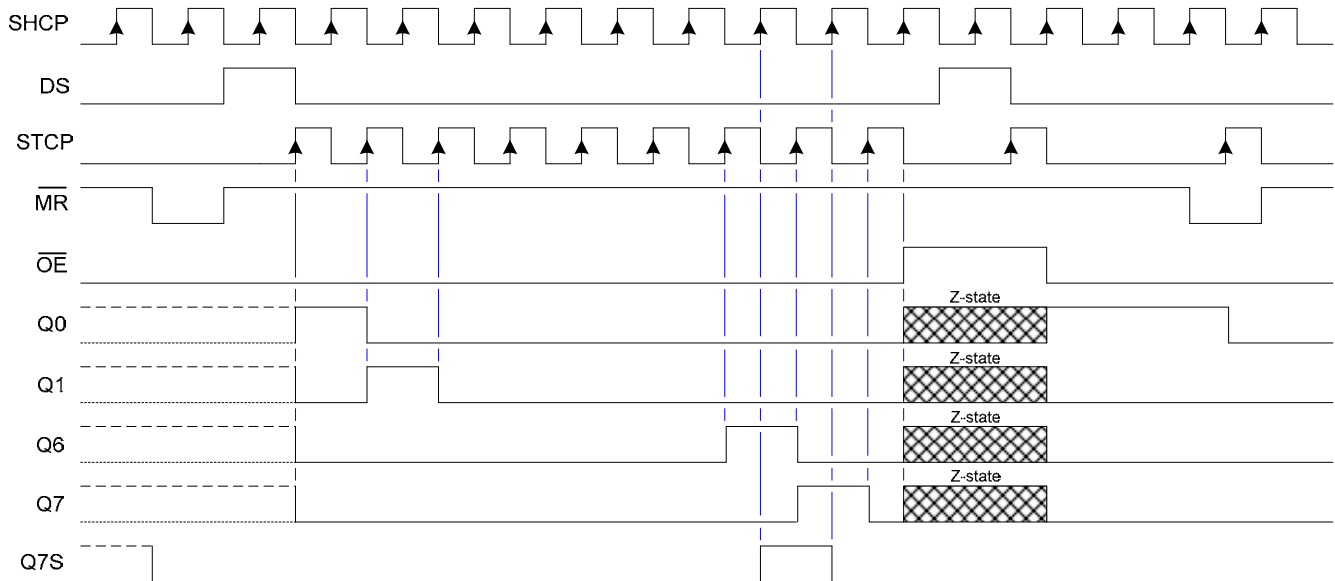 SHCP
DS
STCP
MR
OE
Z-state
Q0
Z-state
Q1
Z-state
Q6
Z-state
Q7
Q7S